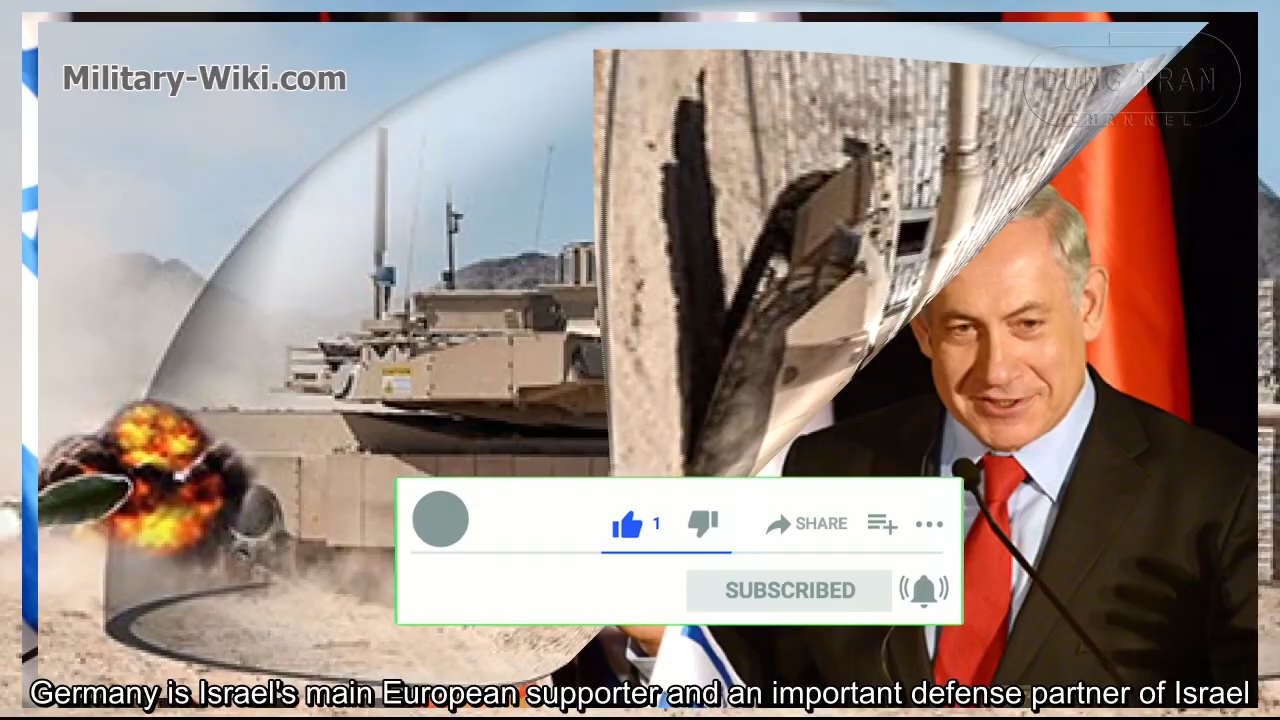 Military-Wiki.com
DUNG TRAN
CHANNEL
1
SHARE
SUBSCRIBED
Germany is Israel's main European supporter and an important defense partner of Israel